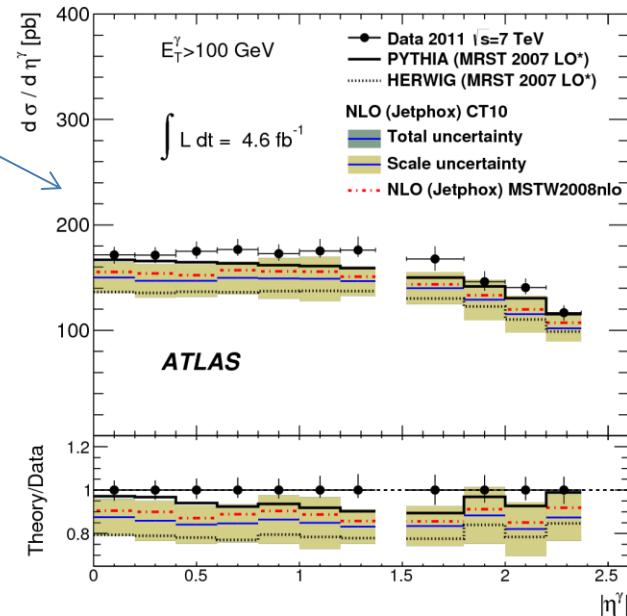 dσ / dη^γ [pb]
400
300
200
100
E_T^γ>100 GeV
∫ L dt = 4.6 fb^-1
Data 2011 √s=7 TeV
PYTHIA (MRST 2007 LO*)
HERWIG (MRST 2007 LO*)
NLO (Jetphox) CT10
Total uncertainty
Scale uncertainty
NLO (Jetphox) MSTW2008nlo
ATLAS
Theory/Data
1.2
1
0.8
0 0.5 1 1.5 2 2.5
|η^γ|